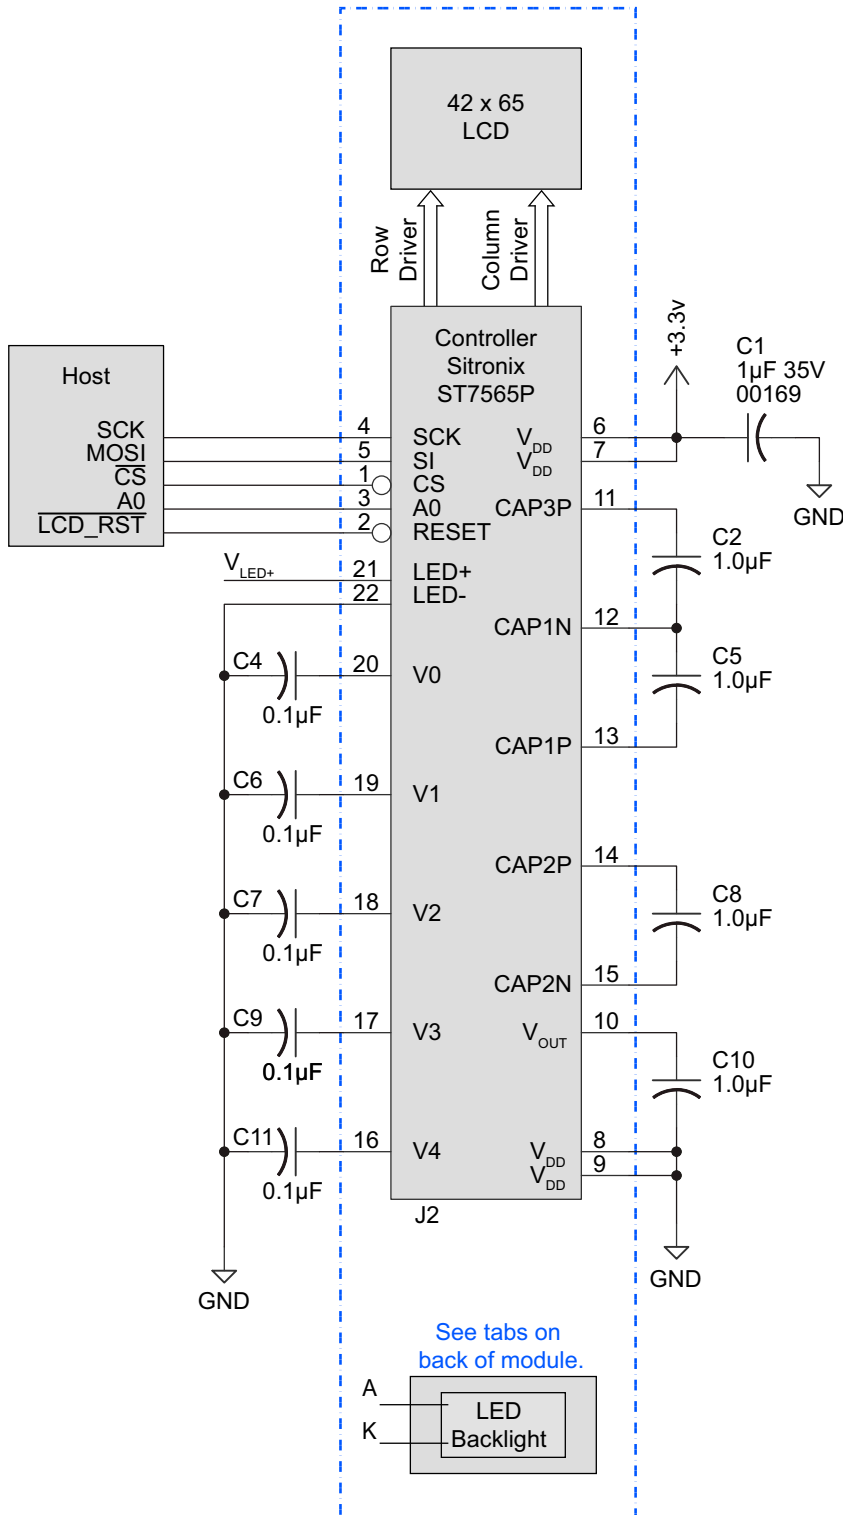 42 x 65
LCD
Row
Driver
Column
Driver
Controller
Sitronix
ST7565P
+3.3v
C1
1µF 35V
00169
GND
Host
SCK
MOSI
CS
A0
LCD_RST
4
5
1
3
2
SCK
SI
CS
A0
RESET
VDD
VDD
6
7
V LED+
21
22
LED+
LED-
CAP3P
11
C2
1.0µF
CAP1N
12
C5
1.0µF
CAP1P
13
C4
0.1µF
20
V0
C6
0.1µF
19
V1
CAP2P
14
C7
0.1µF
18
V2
C8
1.0µF
CAP2N
15
C9
0.1µF
17
V3
VOUT
10
C10
1.0µF
C11
0.1µF
16
V4
VDD
VDD
8
9
J2
GND
GND
See tabs on
back of module.
A
K
LED
Backlight